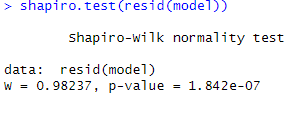 > shapiro.test(resid(model))
Shapiro-Wilk normality test
data: resid(model)
W = 0.98237, p-value = 1.842e-07